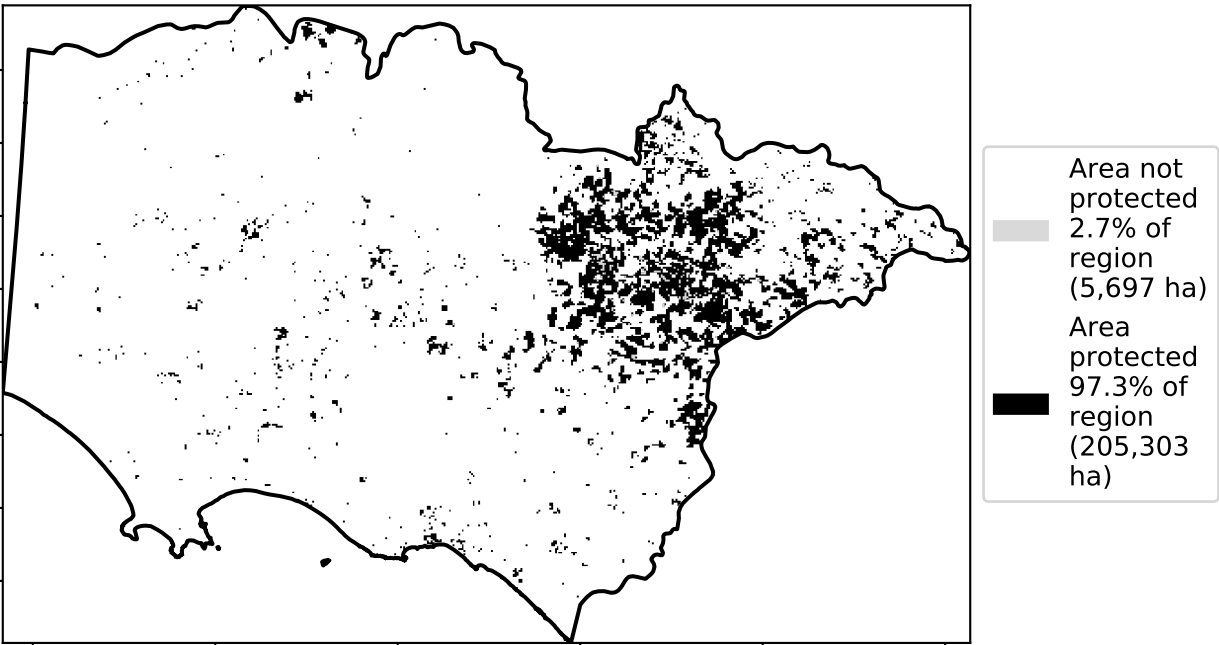 Area not
protected
2.7% of
region
(5,697 ha)
Area
protected
97.3% of
region
(205,303
ha)